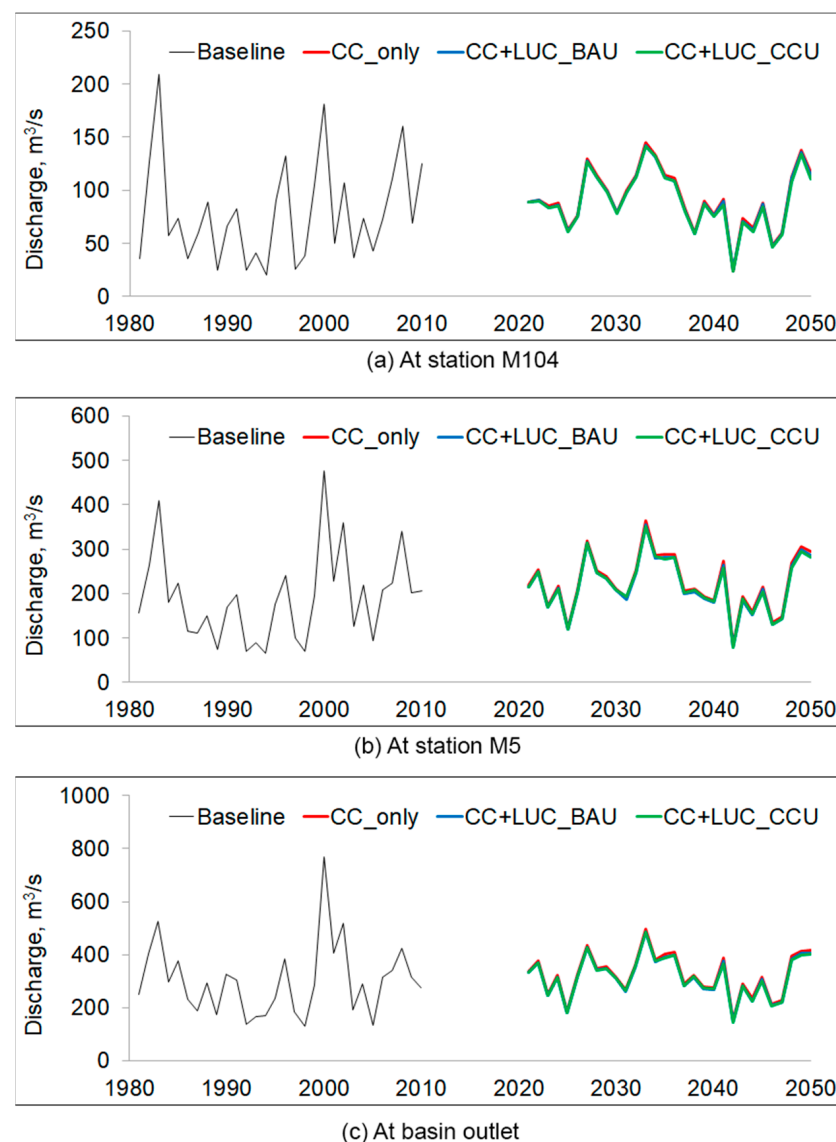 250
Baseline CC_only CC+LUC_BAU CC+LUC_CCU
200
150
100
50
0
Discharge, m³/s
1980 1990 2000 2010 2020 2030 2040 2050
(a) At station M104
600
Baseline CC_only CC+LUC_BAU CC+LUC_CCU
500
400
300
200
100
0
Discharge, m³/s
1980 1990 2000 2010 2020 2030 2040 2050
(b) At station M5
1000
Baseline CC_only CC+LUC_BAU CC+LUC_CCU
800
600
400
200
0
Discharge, m³/s
1980 1990 2000 2010 2020 2030 2040 2050
(c) At basin outlet